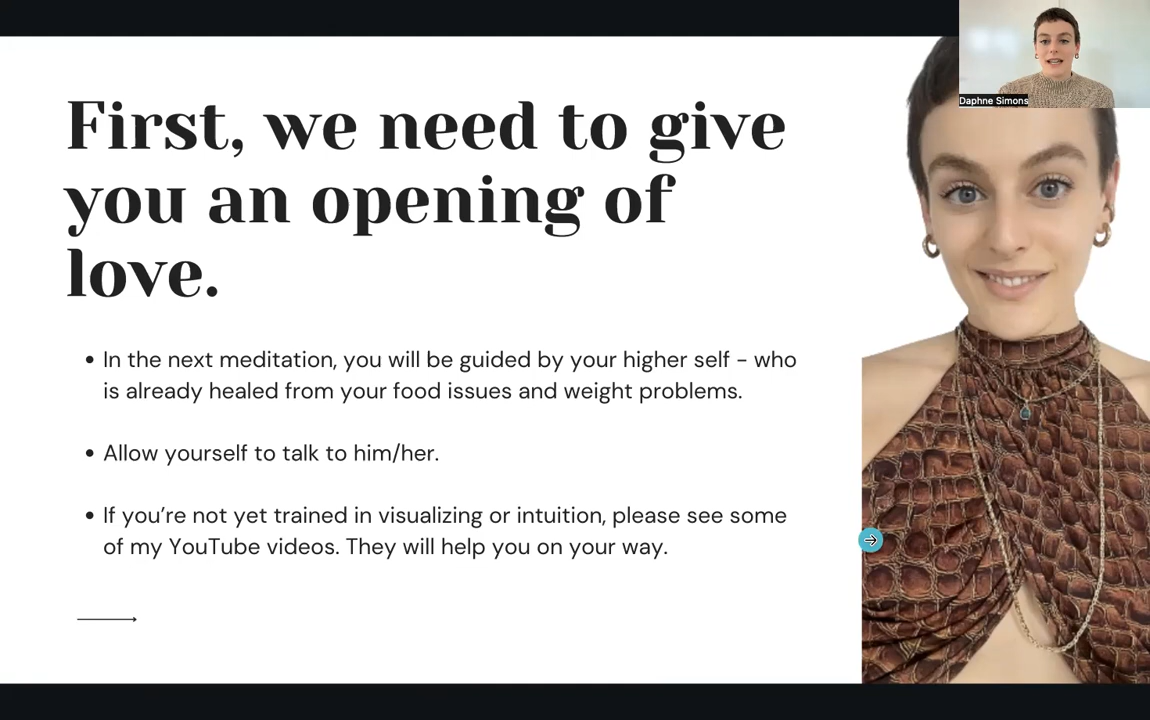 Daphne Simons
First, we need to give
you an opening of
love.
• In the next meditation, you will be guided by your higher self - who
is already healed from your food issues and weight problems.
• Allow yourself to talk to him/her.
• If you’re not yet trained in visualizing or intuition, please see some
of my YouTube videos. They will help you on your way.